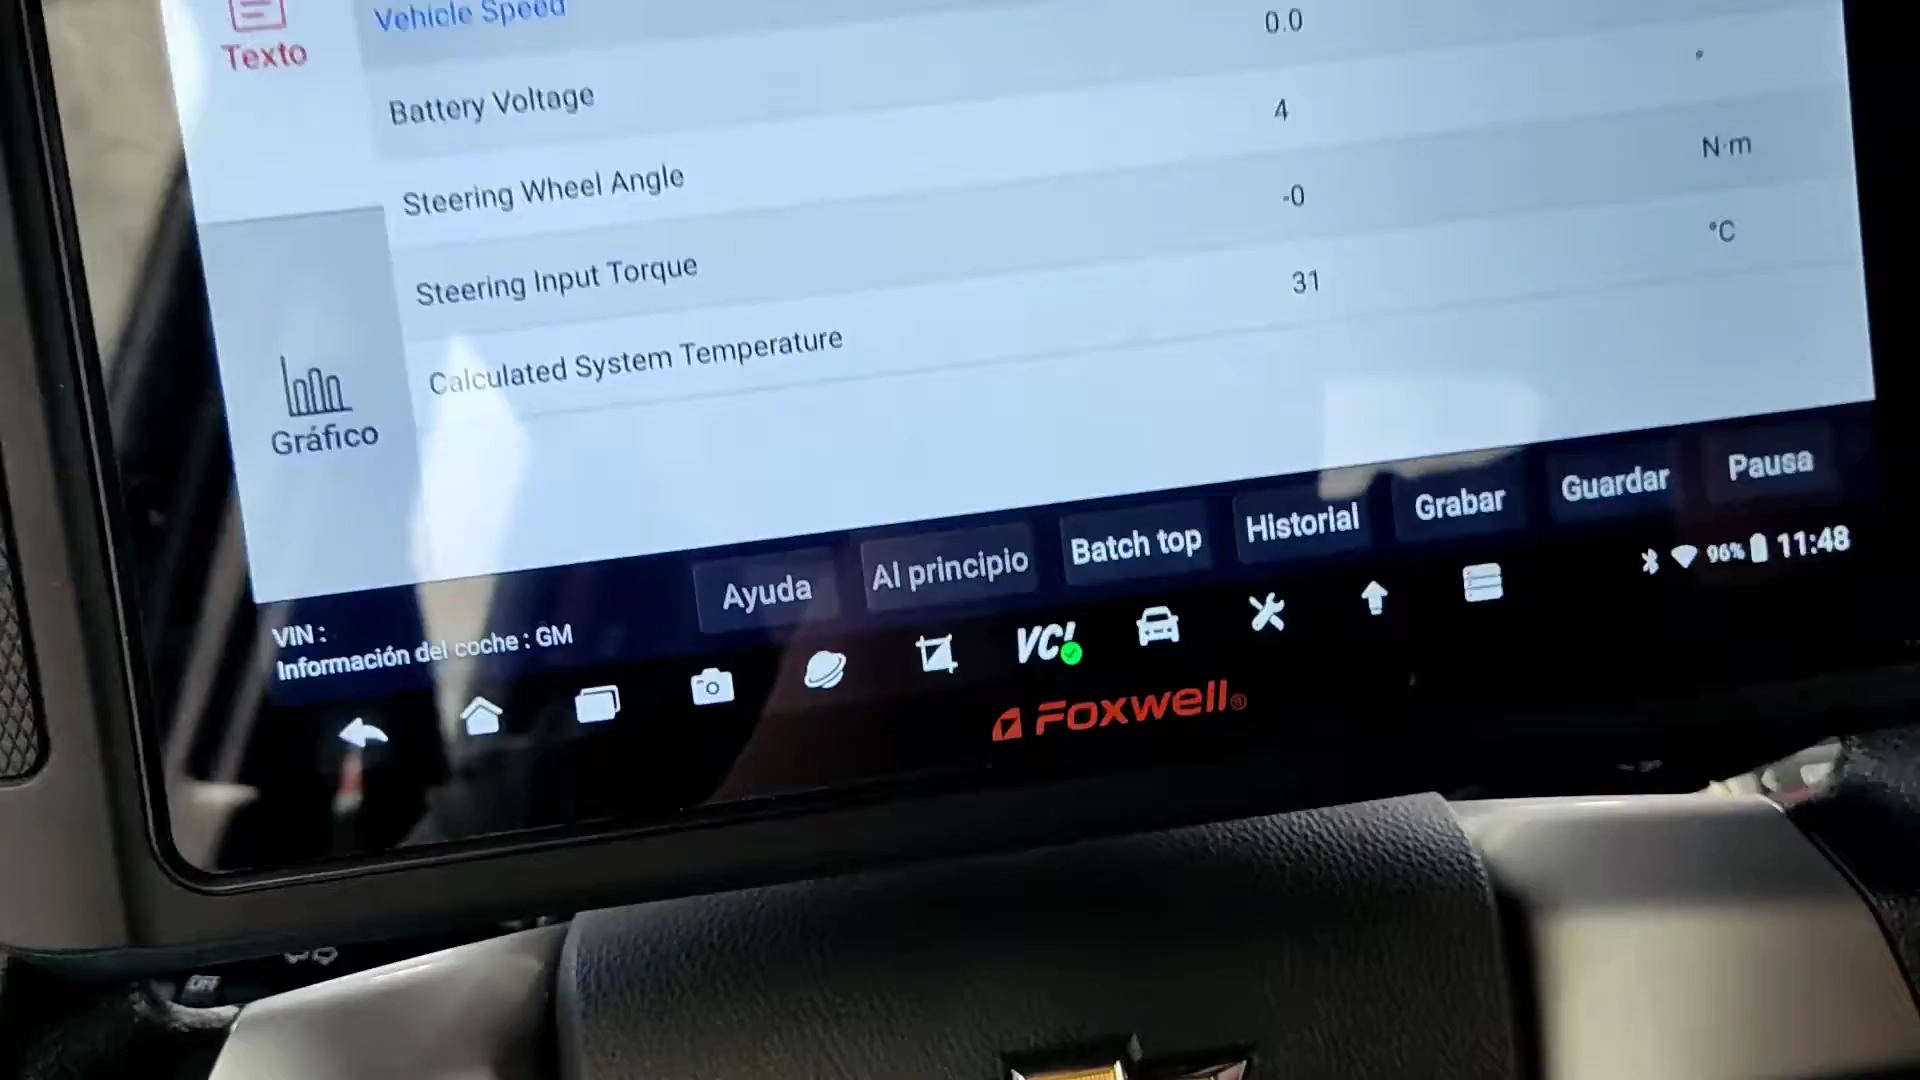 Texto
Vehicle Speed
Battery Voltage 0.0
Steering Wheel Angle 4 °
Steering Input Torque -0 N·m
Calculated System Temperature 31 °C
Gráfico
Ayuda Al principio Batch top Historial Grabar Guardar Pausa
VIN :
Información del coche : GM
VCI
96% 11:48
FOXWELL®
OFF